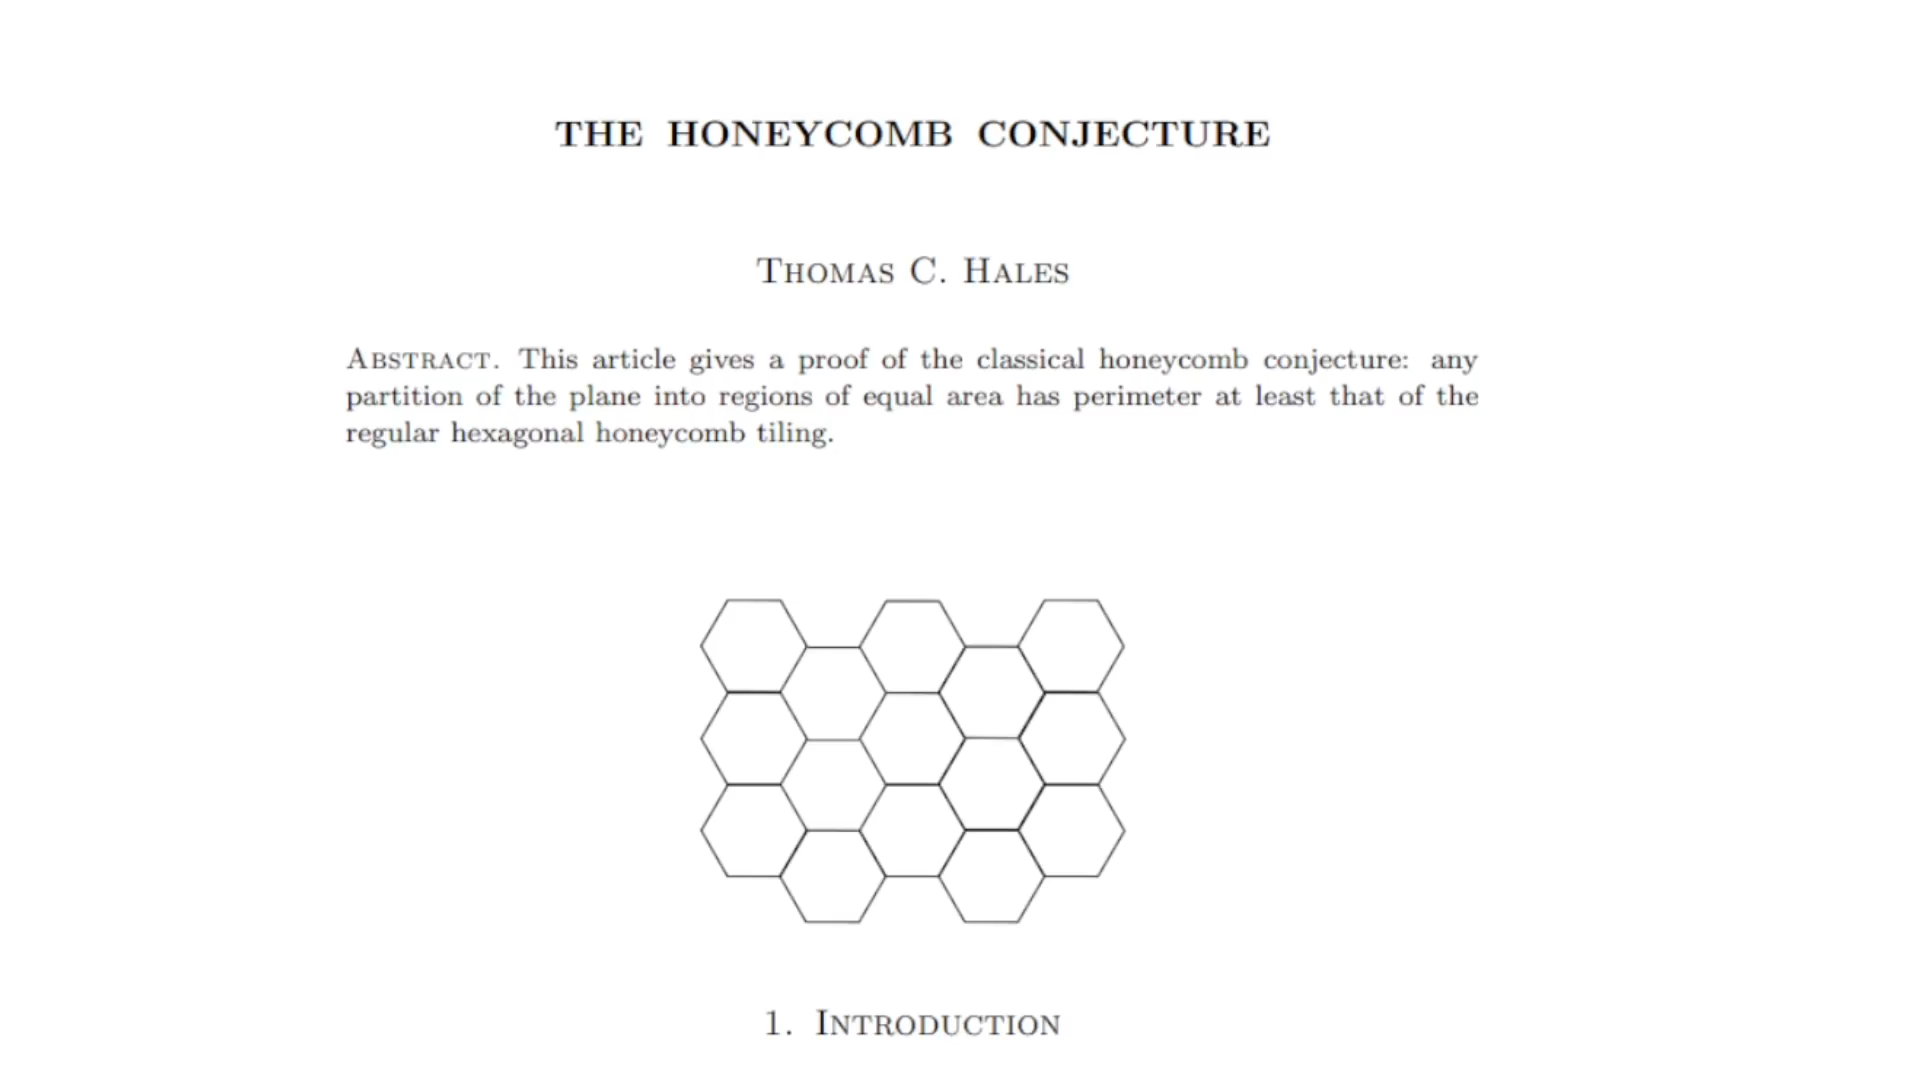 THE HONEYCOMB CONJECTURE
THOMAS C. HALES
ABSTRACT. This article gives a proof of the classical honeycomb conjecture: any
partition of the plane into regions of equal area has perimeter at least that of the
regular hexagonal honeycomb tiling.
1. INTRODUCTION